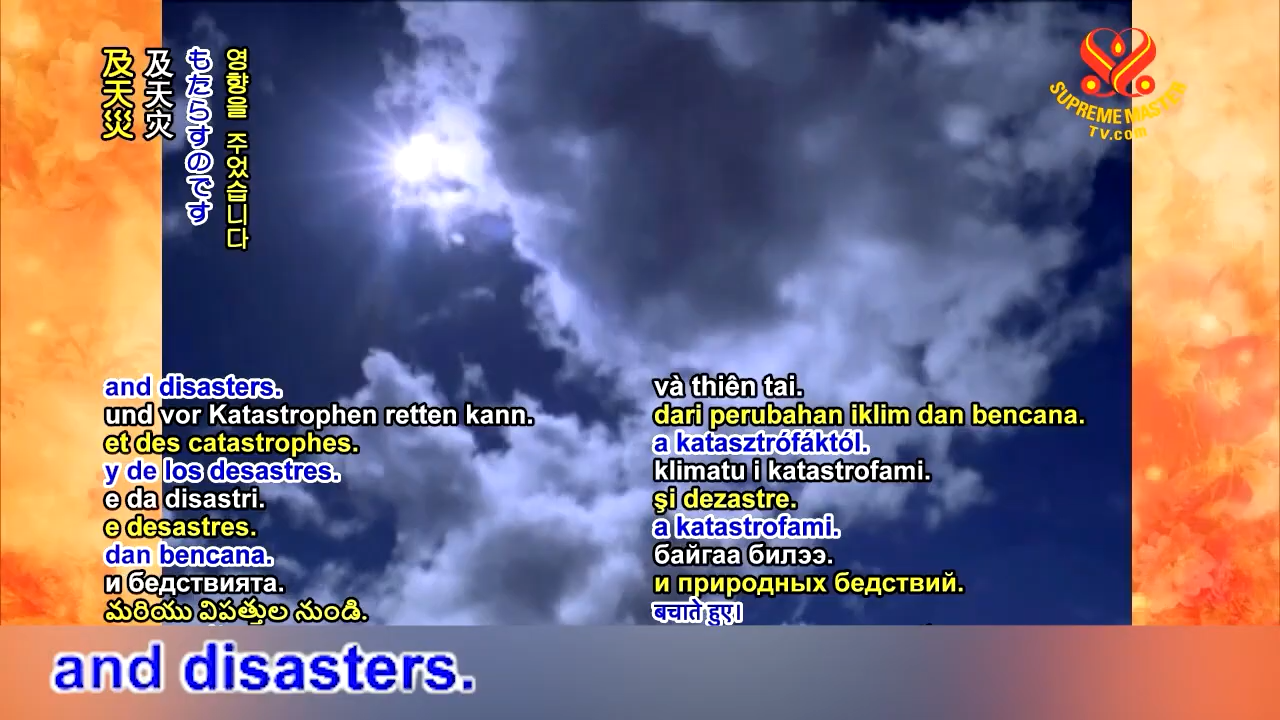 及天災
及天灾
もたらすのです
영향을 주었습니다
SUPREME MASTER
TV.com
and disasters.
und vor Katastrophen retten kann.
et des catastrophes.
y de los desastres.
e da disastri.
e desastres.
dan bencana.
и бедствията.
మరియు విపత్తుల నుండి.
và thiên tai.
dari perubahan iklim dan bencana.
a katasztrófáktól.
klimatu i katastrofami.
şi dezastre.
a katastrofami.
байгаа билээ.
и природных бедствий.
बचाते हुए।
and disasters.